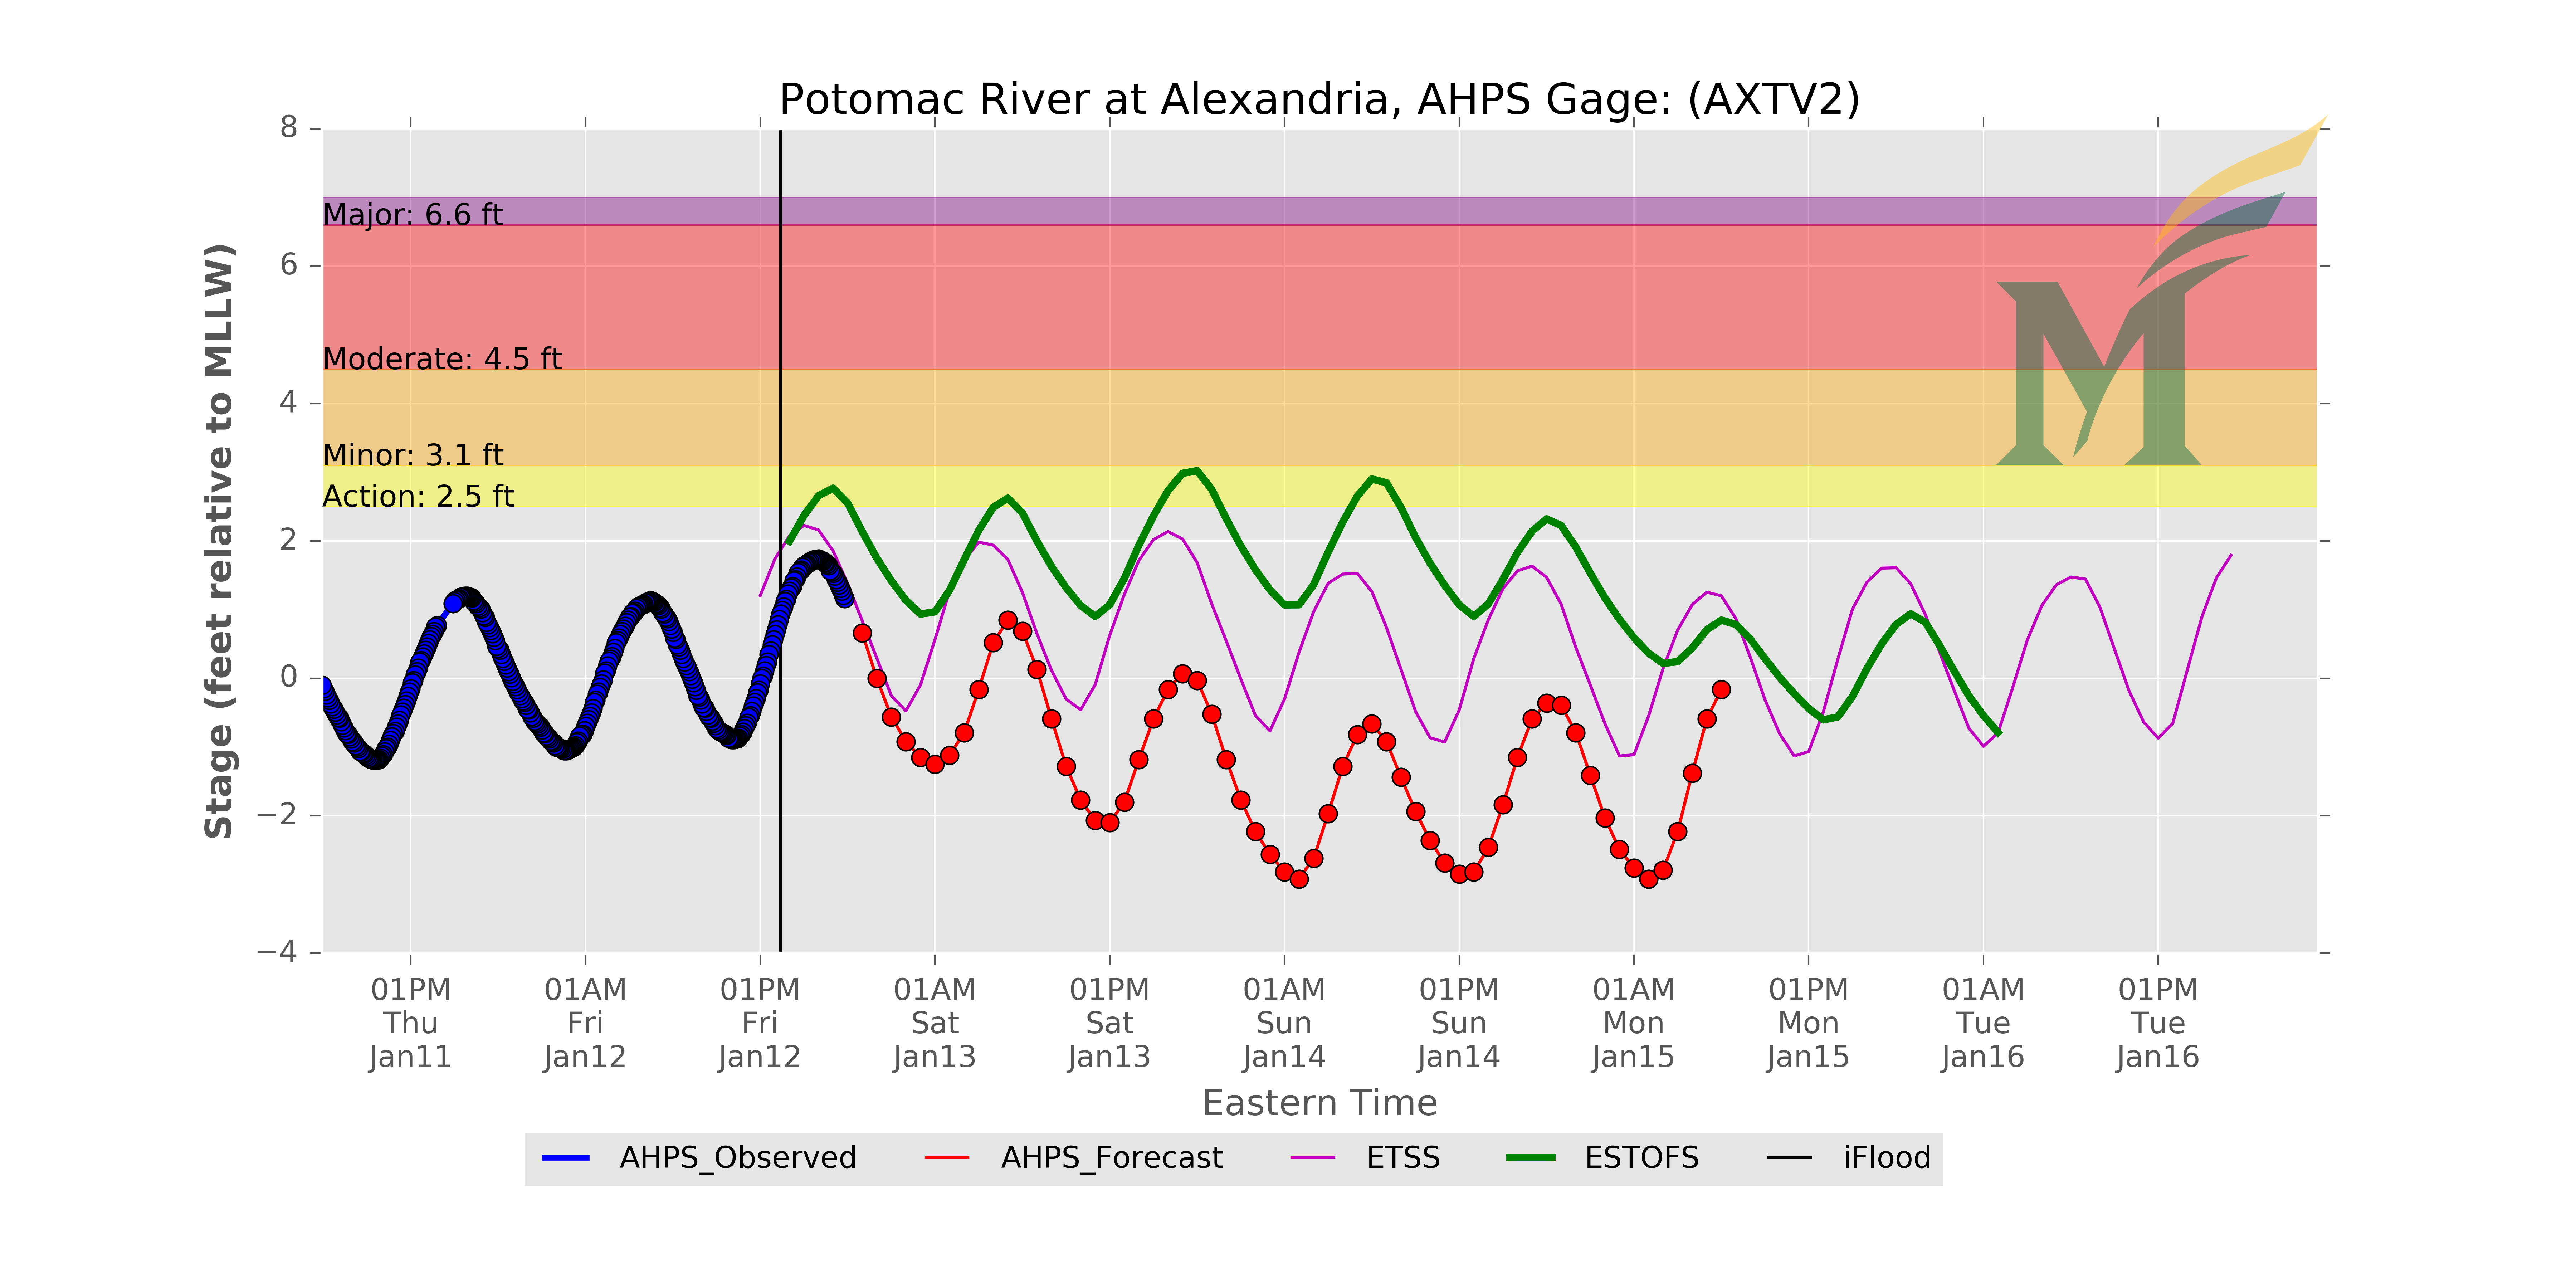 Potomac River at Alexandria, AHPS Gage: (AXTV2)
8
6
4
2
0
−2
−4
Stage (feet relative to MLLW)
Major: 6.6 ft
Moderate: 4.5 ft
Minor: 3.1 ft
Action: 2.5 ft
01PM
Thu
Jan11
01AM
Fri
Jan12
01PM
Fri
Jan12
01AM
Sat
Jan13
01PM
Sat
Jan13
01AM
Sun
Jan14
01PM
Sun
Jan14
01AM
Mon
Jan15
01PM
Mon
Jan15
01AM
Tue
Jan16
01PM
Tue
Jan16
Eastern Time
AHPS_Observed AHPS_Forecast ETSS ESTOFS iFlood